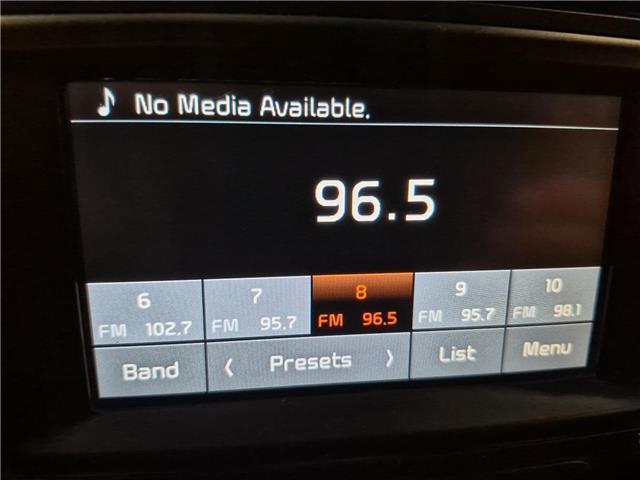 No Media Available.
96.5
6 7 8 9 10
FM 102.7 FM 95.7 FM 96.5 FM 95.7 FM 98.1
Band < Presets > List Menu